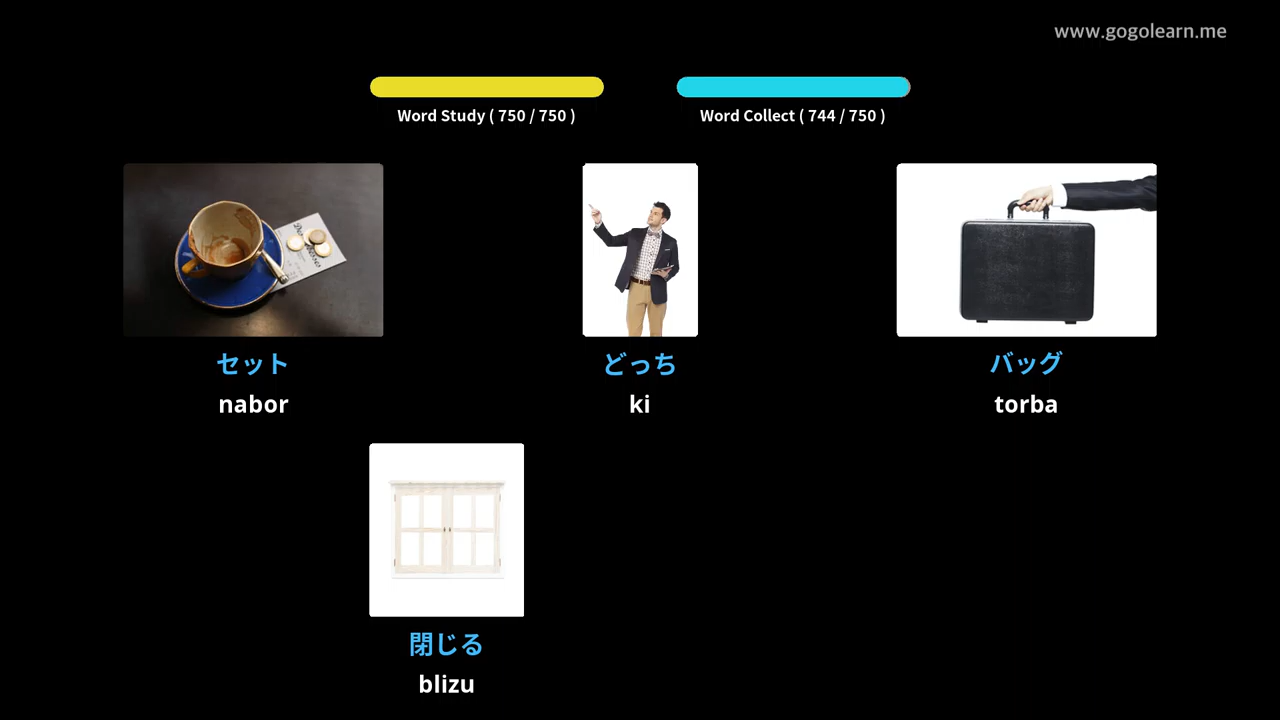 www.gogolearn.me
Word Study ( 750 / 750 )
Word Collect ( 744 / 750 )
セット
nabor
どっち
ki
バッグ
torba
閉じる
blizu